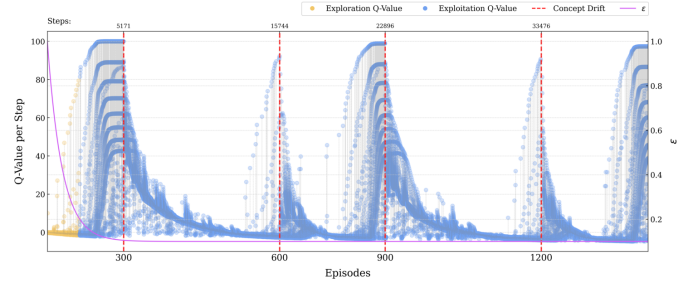 Steps:
Exploration Q-Value
Exploitation Q-Value
Concept Drift
ε
5171
15744
22896
33476
100
80
60
40
20
0
Q-Value per Step
1.0
0.8
0.6
0.4
0.2
ε
300
600
900
1200
Episodes